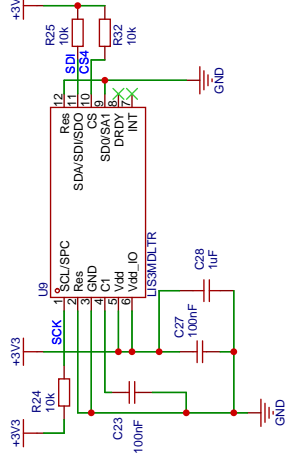 +3V3
R25
10k
R32
10k
SDI
CS4
GND
12
11
10
9
8
7
Res
SDA/SDI/SDO
CS
SD0/SA1
DRDY
INT
U9
LIS3MDLTR
SCL/SPC
Res
GND
C1
Vdd
Vdd_IO
1
2
3
4
5
6
SCK
+3V3
R24
10k
+3V3
C23
100nF
C27
100nF
C28
1uF
GND